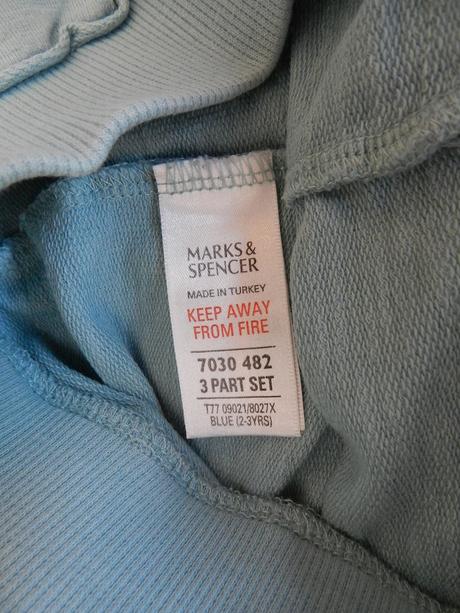 MARKS &
SPENCER
MADE IN TURKEY
KEEP AWAY
FROM FIRE
7030 482
3 PART SET
T77 09021/8027X
BLUE (2-3YRS)